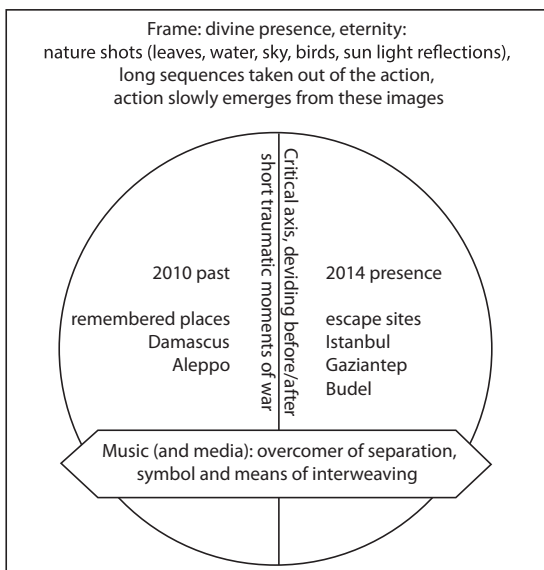 Frame: divine presence, eternity:
nature shots (leaves, water, sky, birds, sun light reflections),
long sequences taken out of the action,
action slowly emerges from these images
Critical axis, deviding before/after
short traumatic moments of war
2010 past
remembered places
Damascus
Aleppo
2014 presence
escape sites
Istanbul
Gaziantep
Budel
Music (and media): overcomer of separation,
symbol and means of interweaving